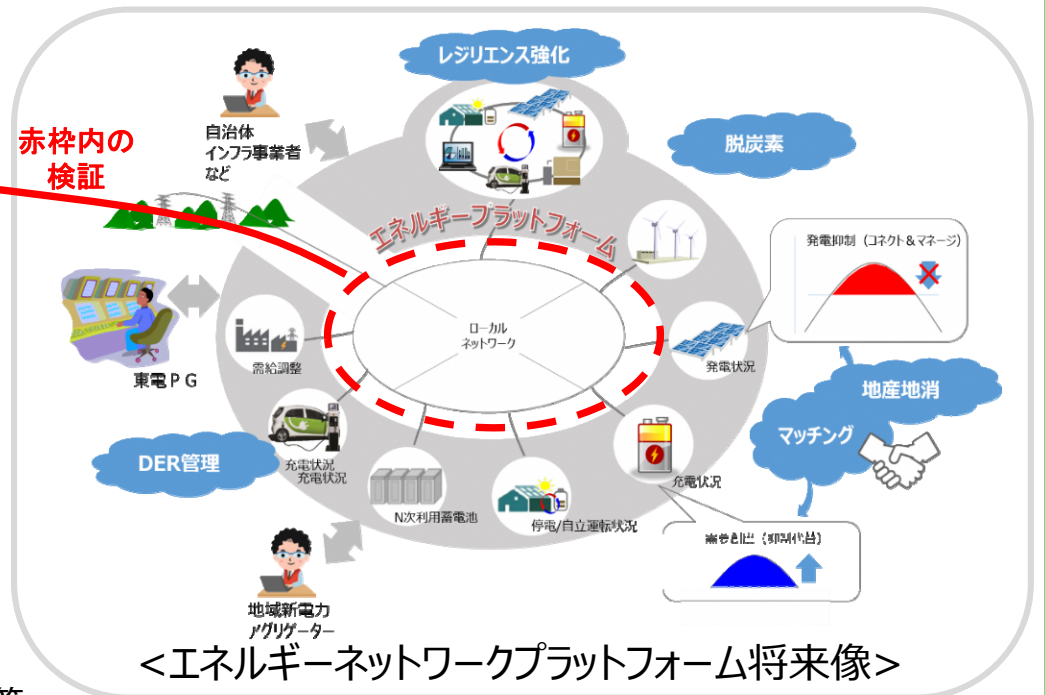 レジリエンス強化
自治体
インフラ事業者
など
赤枠内の
検証
脱炭素
エネルギープラットフォーム
発電抑制（コネクト&マネージ）
ローカル
ネットワーク
需給調整
発電状況
東電ＰＧ
地産地消
マッチング
DER管理
充電状況
充電状況
充電状況
N次利用蓄電池
停電/自立運転状況
地域新電力
アグリゲーター
<エネルギーネットワークプラットフォーム将来像>